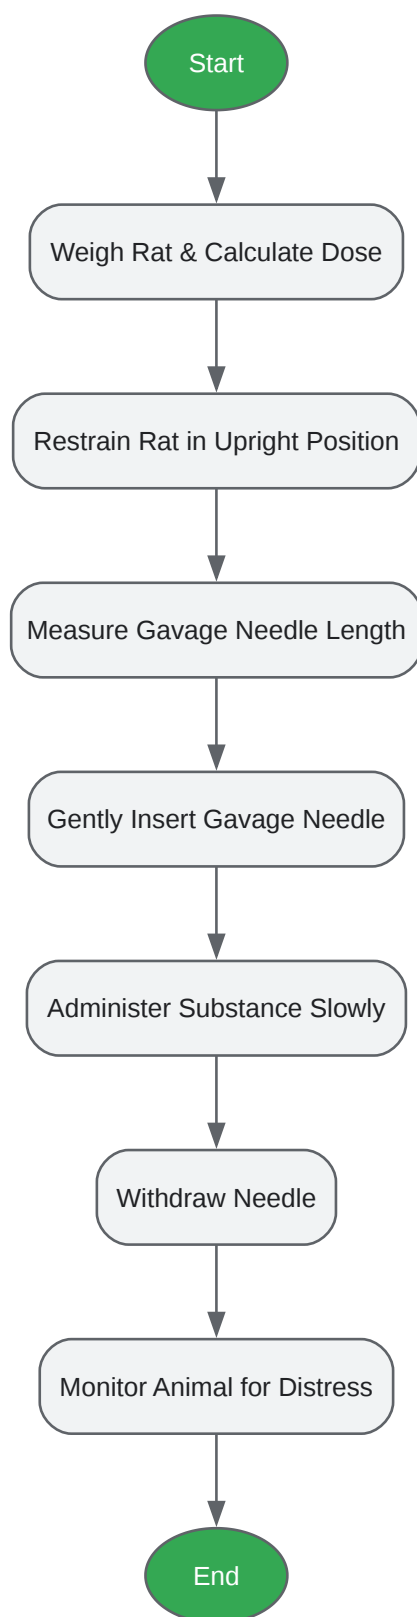 Start
Weigh Rat & Calculate Dose
Restrain Rat in Upright Position
Measure Gavage Needle Length
Gently Insert Gavage Needle
Administer Substance Slowly
Withdraw Needle
Monitor Animal for Distress
End